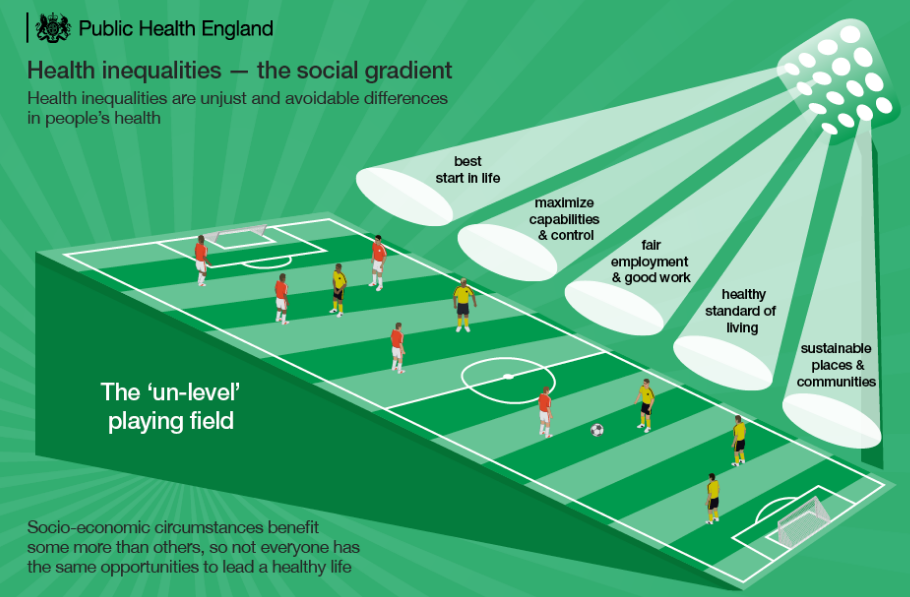 Public Health England
Health inequalities — the social gradient
Health inequalities are unjust and avoidable differences
in people's health
best
start in life
maximize
capabilities
& control
fair
employment
& good work
healthy
standard of
living
sustainable
places &
communities
The 'un-level'
playing field
Socio-economic circumstances benefit
some more than others, so not everyone has
the same opportunities to lead a healthy life